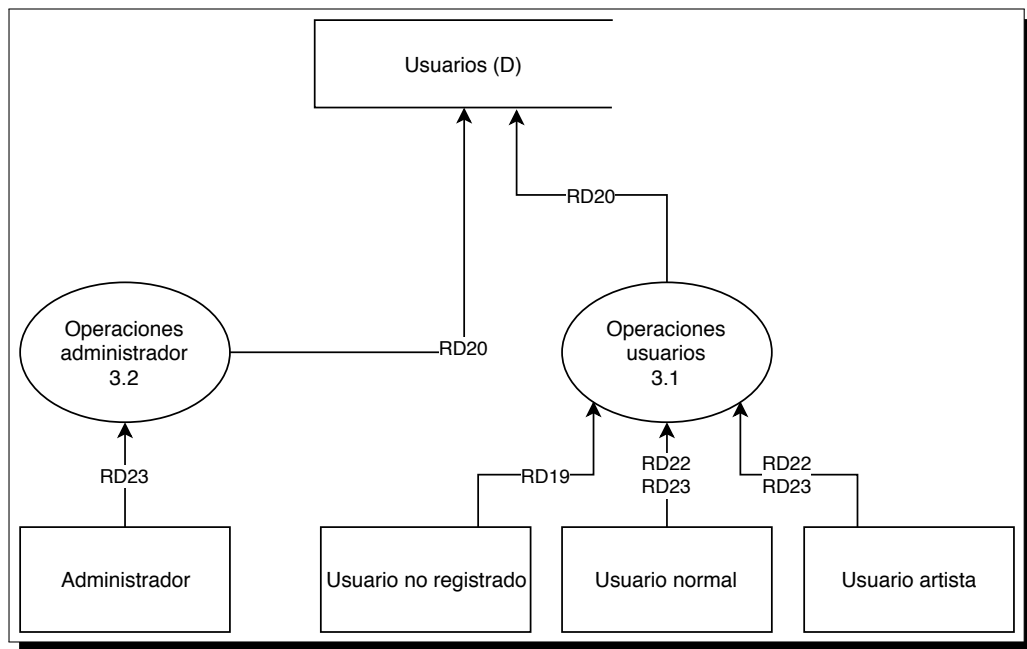 Usuarios (D)
RD20
Operaciones
administrador
3.2
Operaciones
usuarios
3.1
RD20
RD23
RD19
RD22
RD23
RD22
RD23
Administrador
Usuario no registrado
Usuario normal
Usuario artista